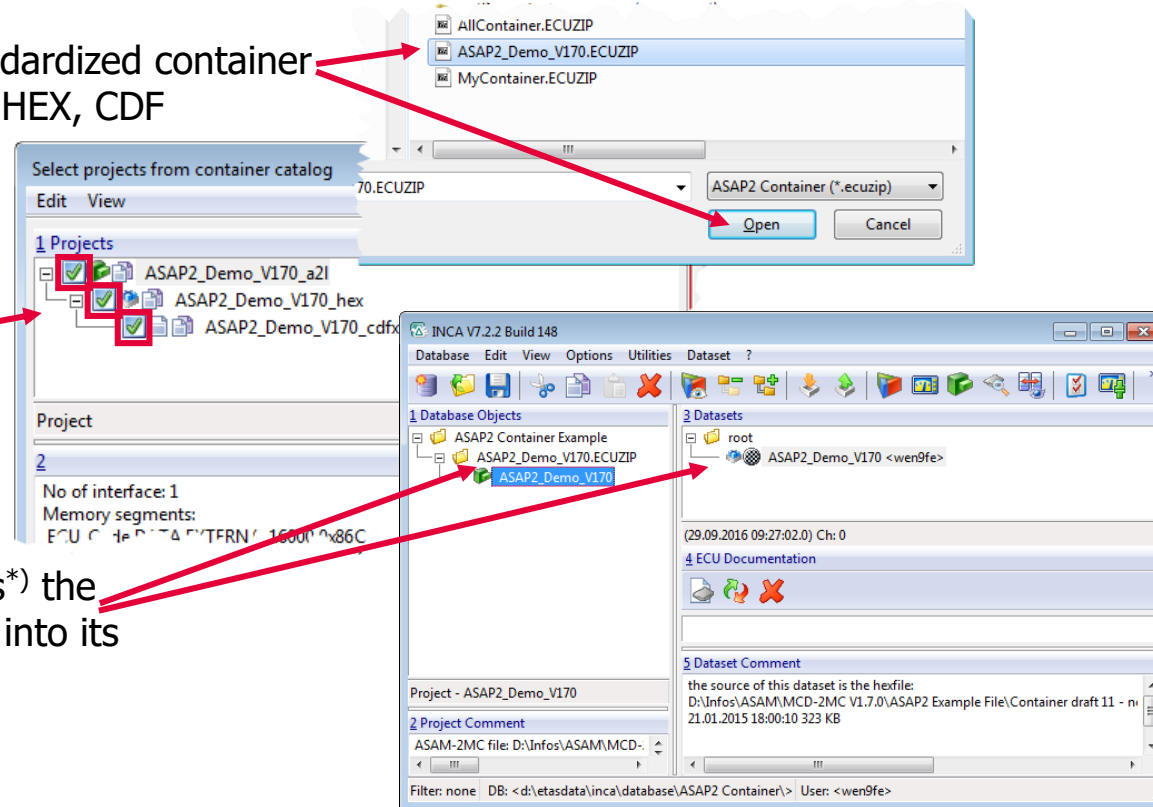 AllContainer.ECUZIP
ASAP2_Demo_V170.ECUZIP
MyContainer.ECUZIP
dardized container
HEX, CDF
70.ECUZIP
ASAP2 Container (*.ecuzip)
Open
Cancel
Select projects from container catalog
Edit View
1 Projects
ASAP2_Demo_V170_a2l
ASAP2_Demo_V170_hex
ASAP2_Demo_V170_cdfx
Project
2
No of interface: 1
Memory segments:
s*) the
into its
INCA V7.2.2 Build 148
Database Edit View Options Utilities Dataset ?
1 Database Objects
ASAP2 Container Example
ASAP2_Demo_V170.ECUZIP
ASAP2_Demo_V170
Project - ASAP2_Demo_V170
2 Project Comment
ASAM-2MC file: D:\Infos\ASAM\MCD-
3 Datasets
root
ASAP2_Demo_V170 <wen9fe>
(29.09.2016 09:27:02.0) Ch: 0
4 ECU Documentation
5 Dataset Comment
the source of this dataset is the hexfile:
D:\Infos\ASAM\MCD-2MC V1.7.0\ASAP2 Example File\Container draft 11 - n
21.01.2015 18:00:10 323 KB
Filter: none DB: <d:\etasdata\inca\database\ASAP2 Container\> User: <wen9fe>